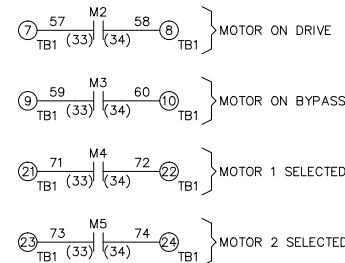 M2
57 58
7 (33) (34) 8 MOTOR ON DRIVE
TB1 TB1
M3
59 60
9 (33) (34) 10 MOTOR ON BYPASS
TB1 TB1
M4
71 72
21 (33) (34) 22 MOTOR 1 SELECTED
TB1 TB1
M5
73 74
23 (33) (34) 24 MOTOR 2 SELECTED
TB1 TB1